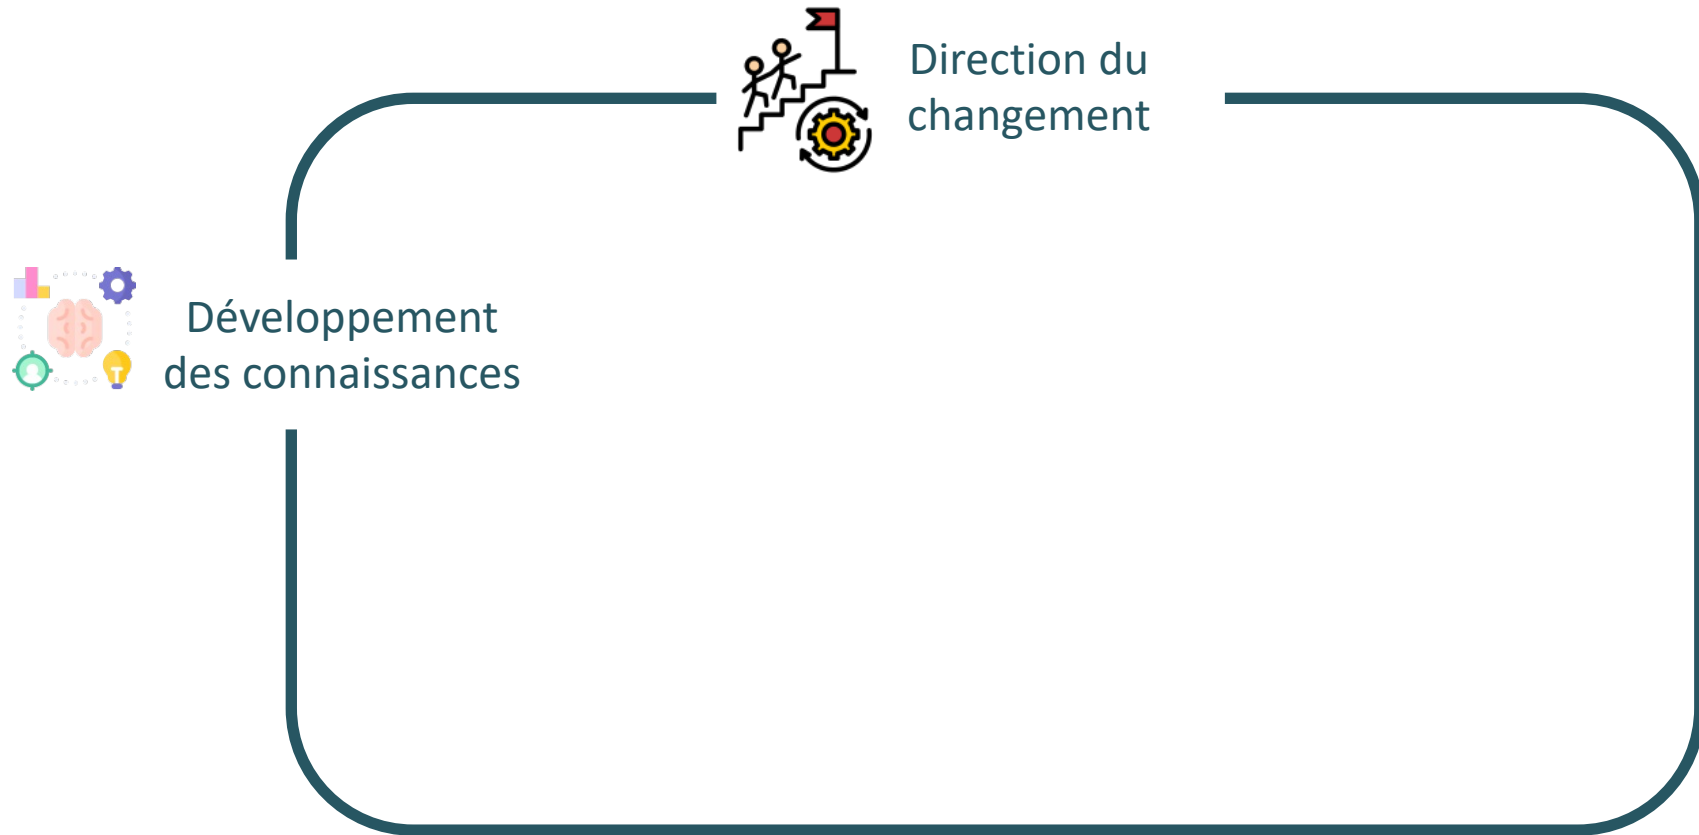 Direction du
changement
Développement
des connaissances